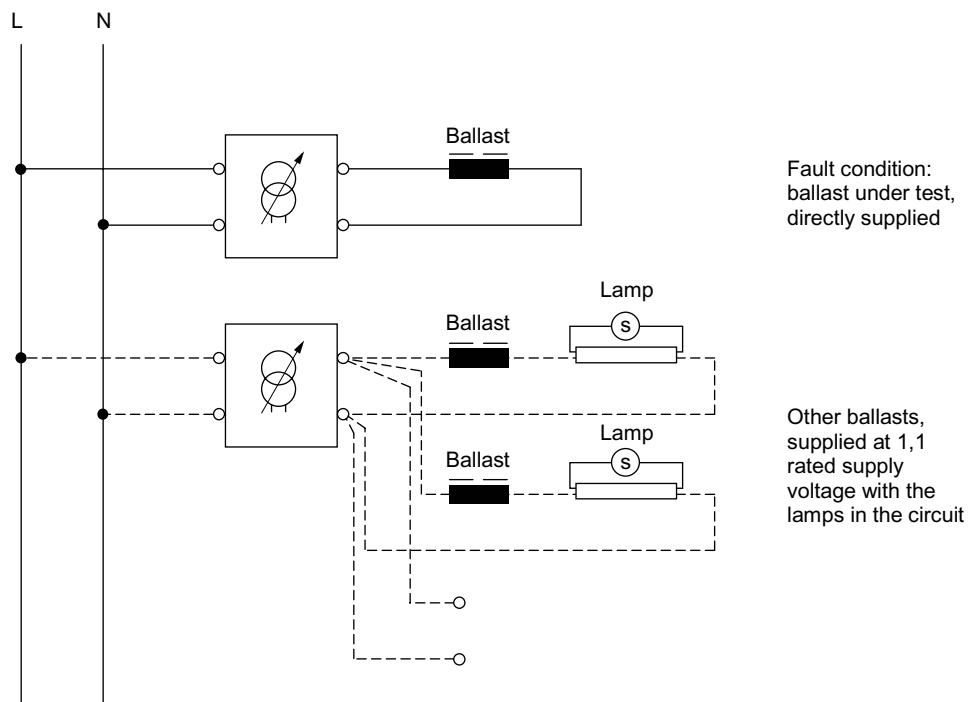 L
N
Ballast
Fault condition:
ballast under test,
directly supplied
Lamp
Ballast
S
Other ballasts,
supplied at 1,1
rated supply
voltage with the
lamps in the circuit
Lamp
Ballast
S